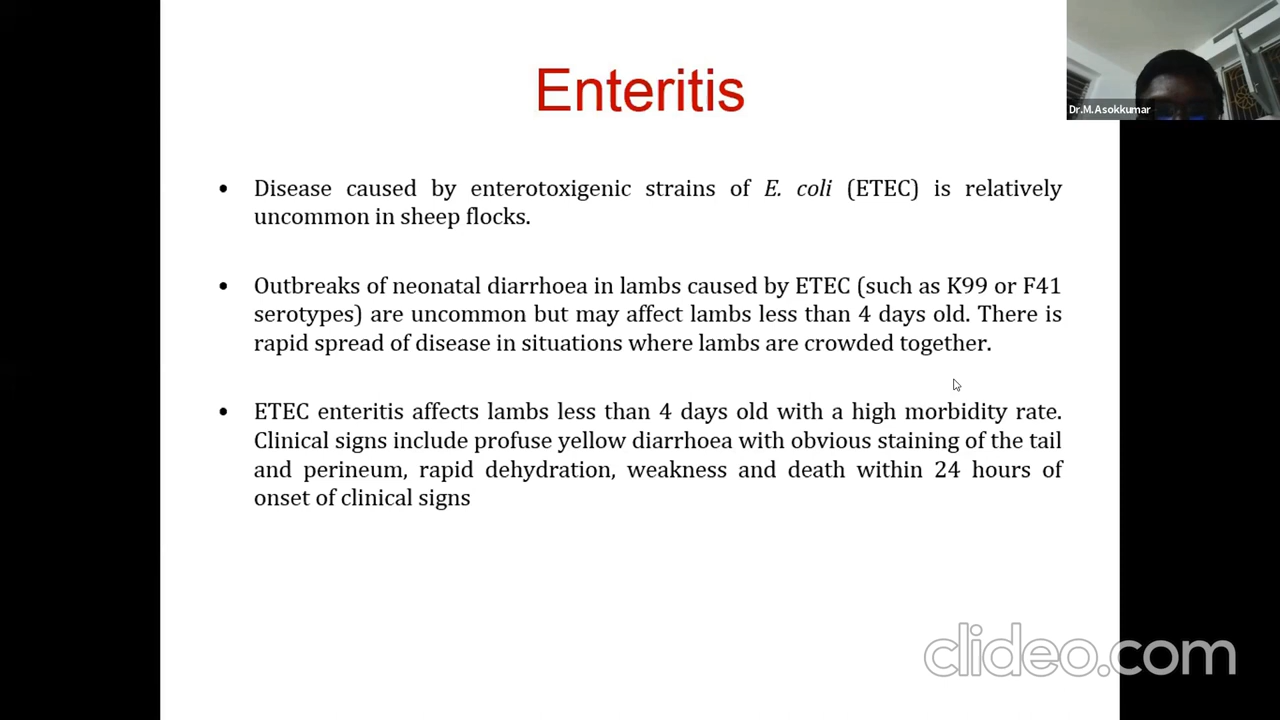 Enteritis
Dr.M.Asokkumar
• Disease caused by enterotoxigenic strains of E. coli (ETEC) is relatively
uncommon in sheep flocks.
• Outbreaks of neonatal diarrhoea in lambs caused by ETEC (such as K99 or F41
serotypes) are uncommon but may affect lambs less than 4 days old. There is
rapid spread of disease in situations where lambs are crowded together.
• ETEC enteritis affects lambs less than 4 days old with a high morbidity rate.
Clinical signs include profuse yellow diarrhoea with obvious staining of the tail
and perineum, rapid dehydration, weakness and death within 24 hours of
onset of clinical signs
clideo.com